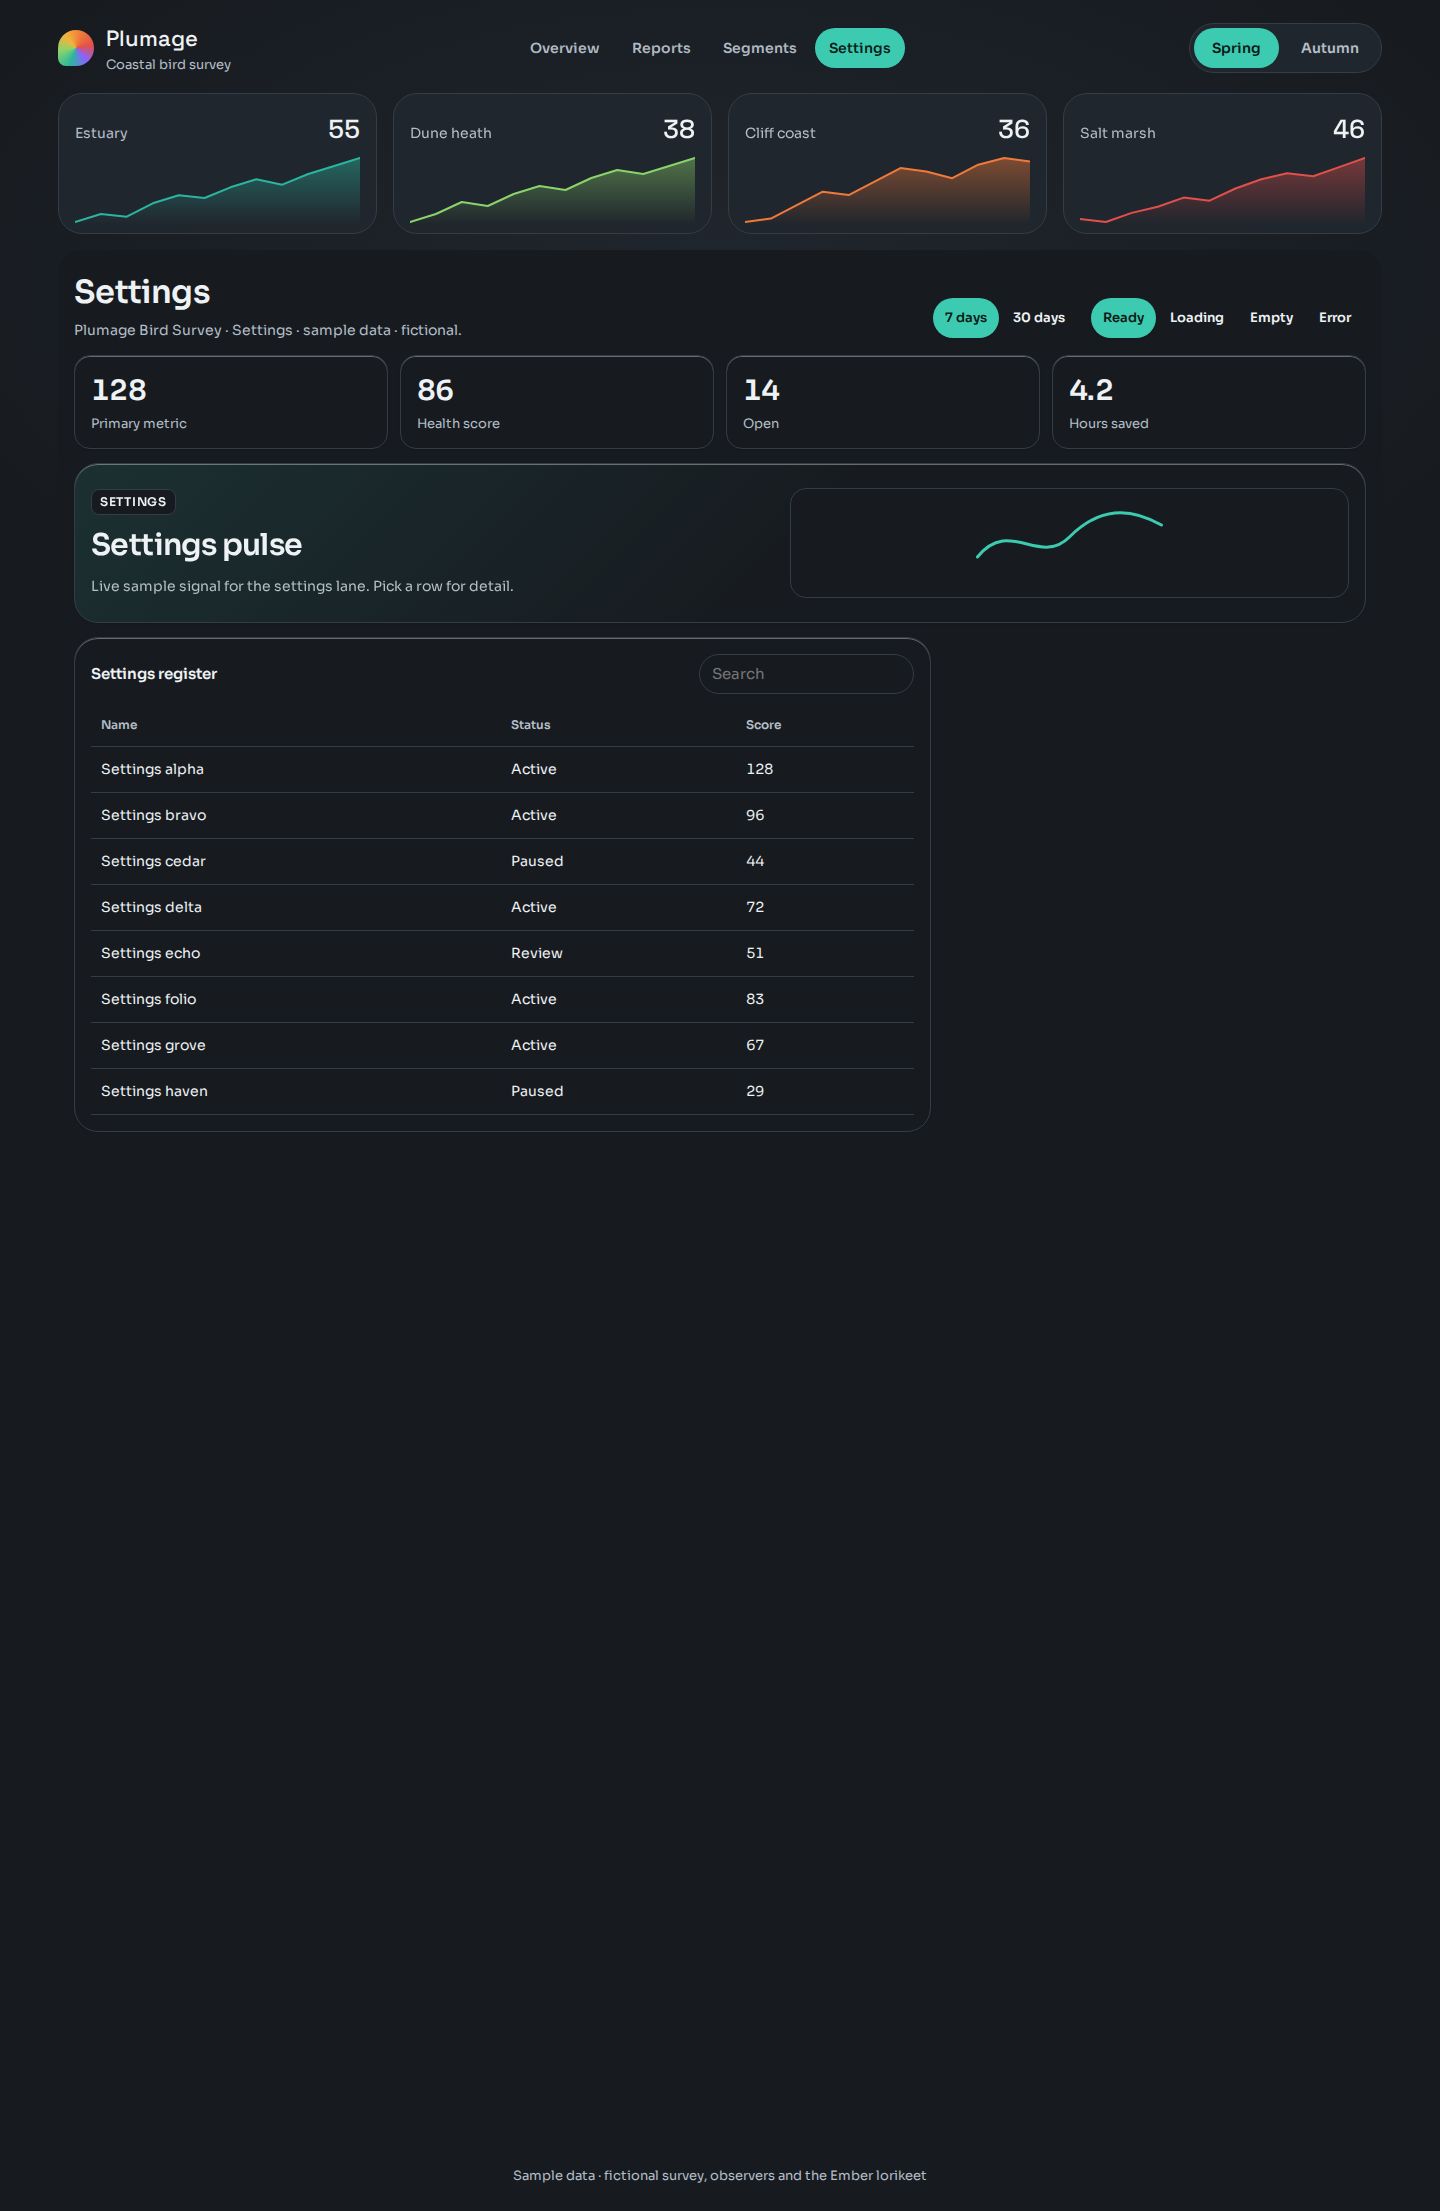 Plumage
Coastal bird survey
Overview Reports Segments Settings
Spring Autumn
Estuary 55
Dune heath 38
Cliff coast 36
Salt marsh 46
Settings
Plumage Bird Survey · Settings · sample data · fictional.
7 days 30 days Ready Loading Empty Error
128
Primary metric
86
Health score
14
Open
4.2
Hours saved
SETTINGS
Settings pulse
Live sample signal for the settings lane. Pick a row for detail.
Settings register
Search
Name Status Score
Settings alpha Active 128
Settings bravo Active 96
Settings cedar Paused 44
Settings delta Active 72
Settings echo Review 51
Settings folio Active 83
Settings grove Active 67
Settings haven Paused 29
Sample data · fictional survey, observers and the Ember lorikeet